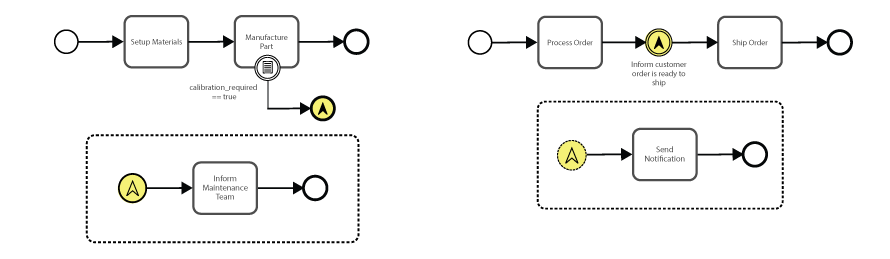 Setup Materials
Manufacture
Part
calibration_required
== true
Inform
Maintenance
Team
Process Order
Inform customer
order is ready to
ship
Ship Order
Send
Notification